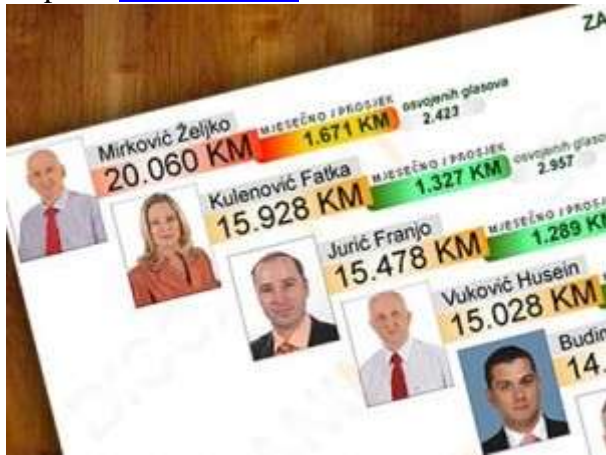 ZA
Mirković Željko
20.060 KM
MJESEČNO / PROSJEK
1.671 KM
osvojenih glasova
2.423
Kulenović Fatka
15.928 KM
MJESEČNO / PROSJEK
1.327 KM
osvojenih glasova
2.957
Jurić Franjo
15.478 KM
MJESEČNO / PROSJEK
1.289 KM
Vuković Husein
15.028 KM
Budim
14.